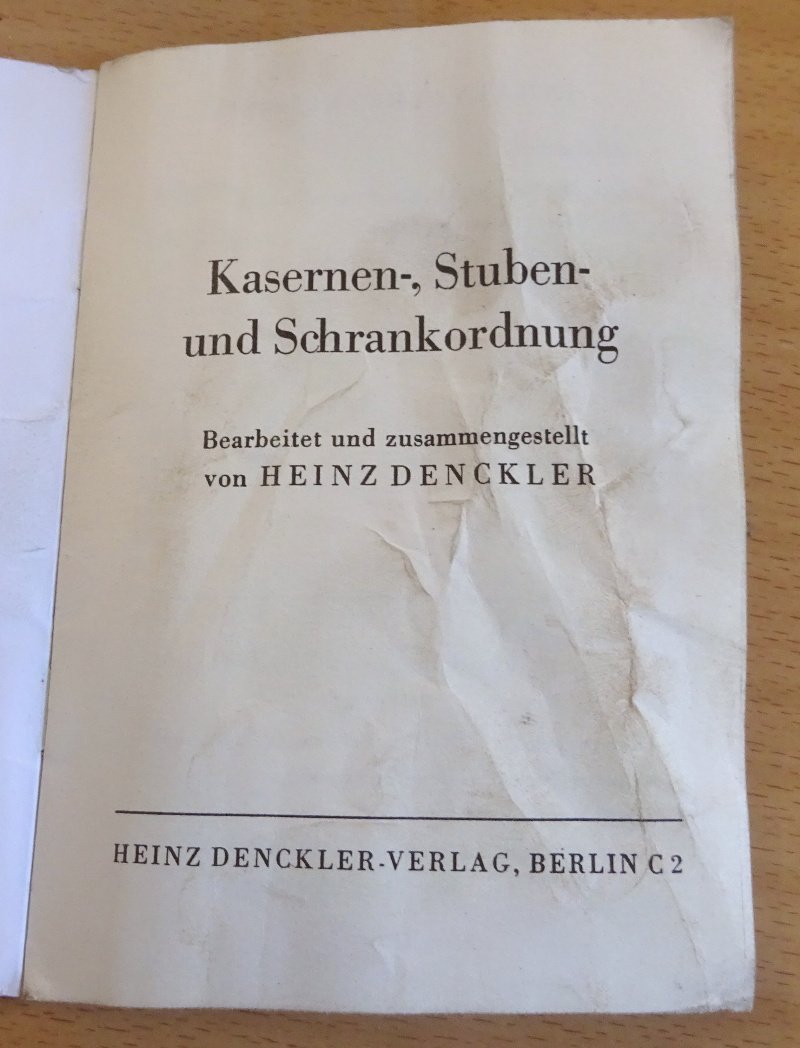 Kasernen-, Stuben-
und Schrankordnung
Bearbeitet und zusammengestellt
von HEINZ DENCKLER
HEINZ DENCKLER-VERLAG, BERLIN C 2